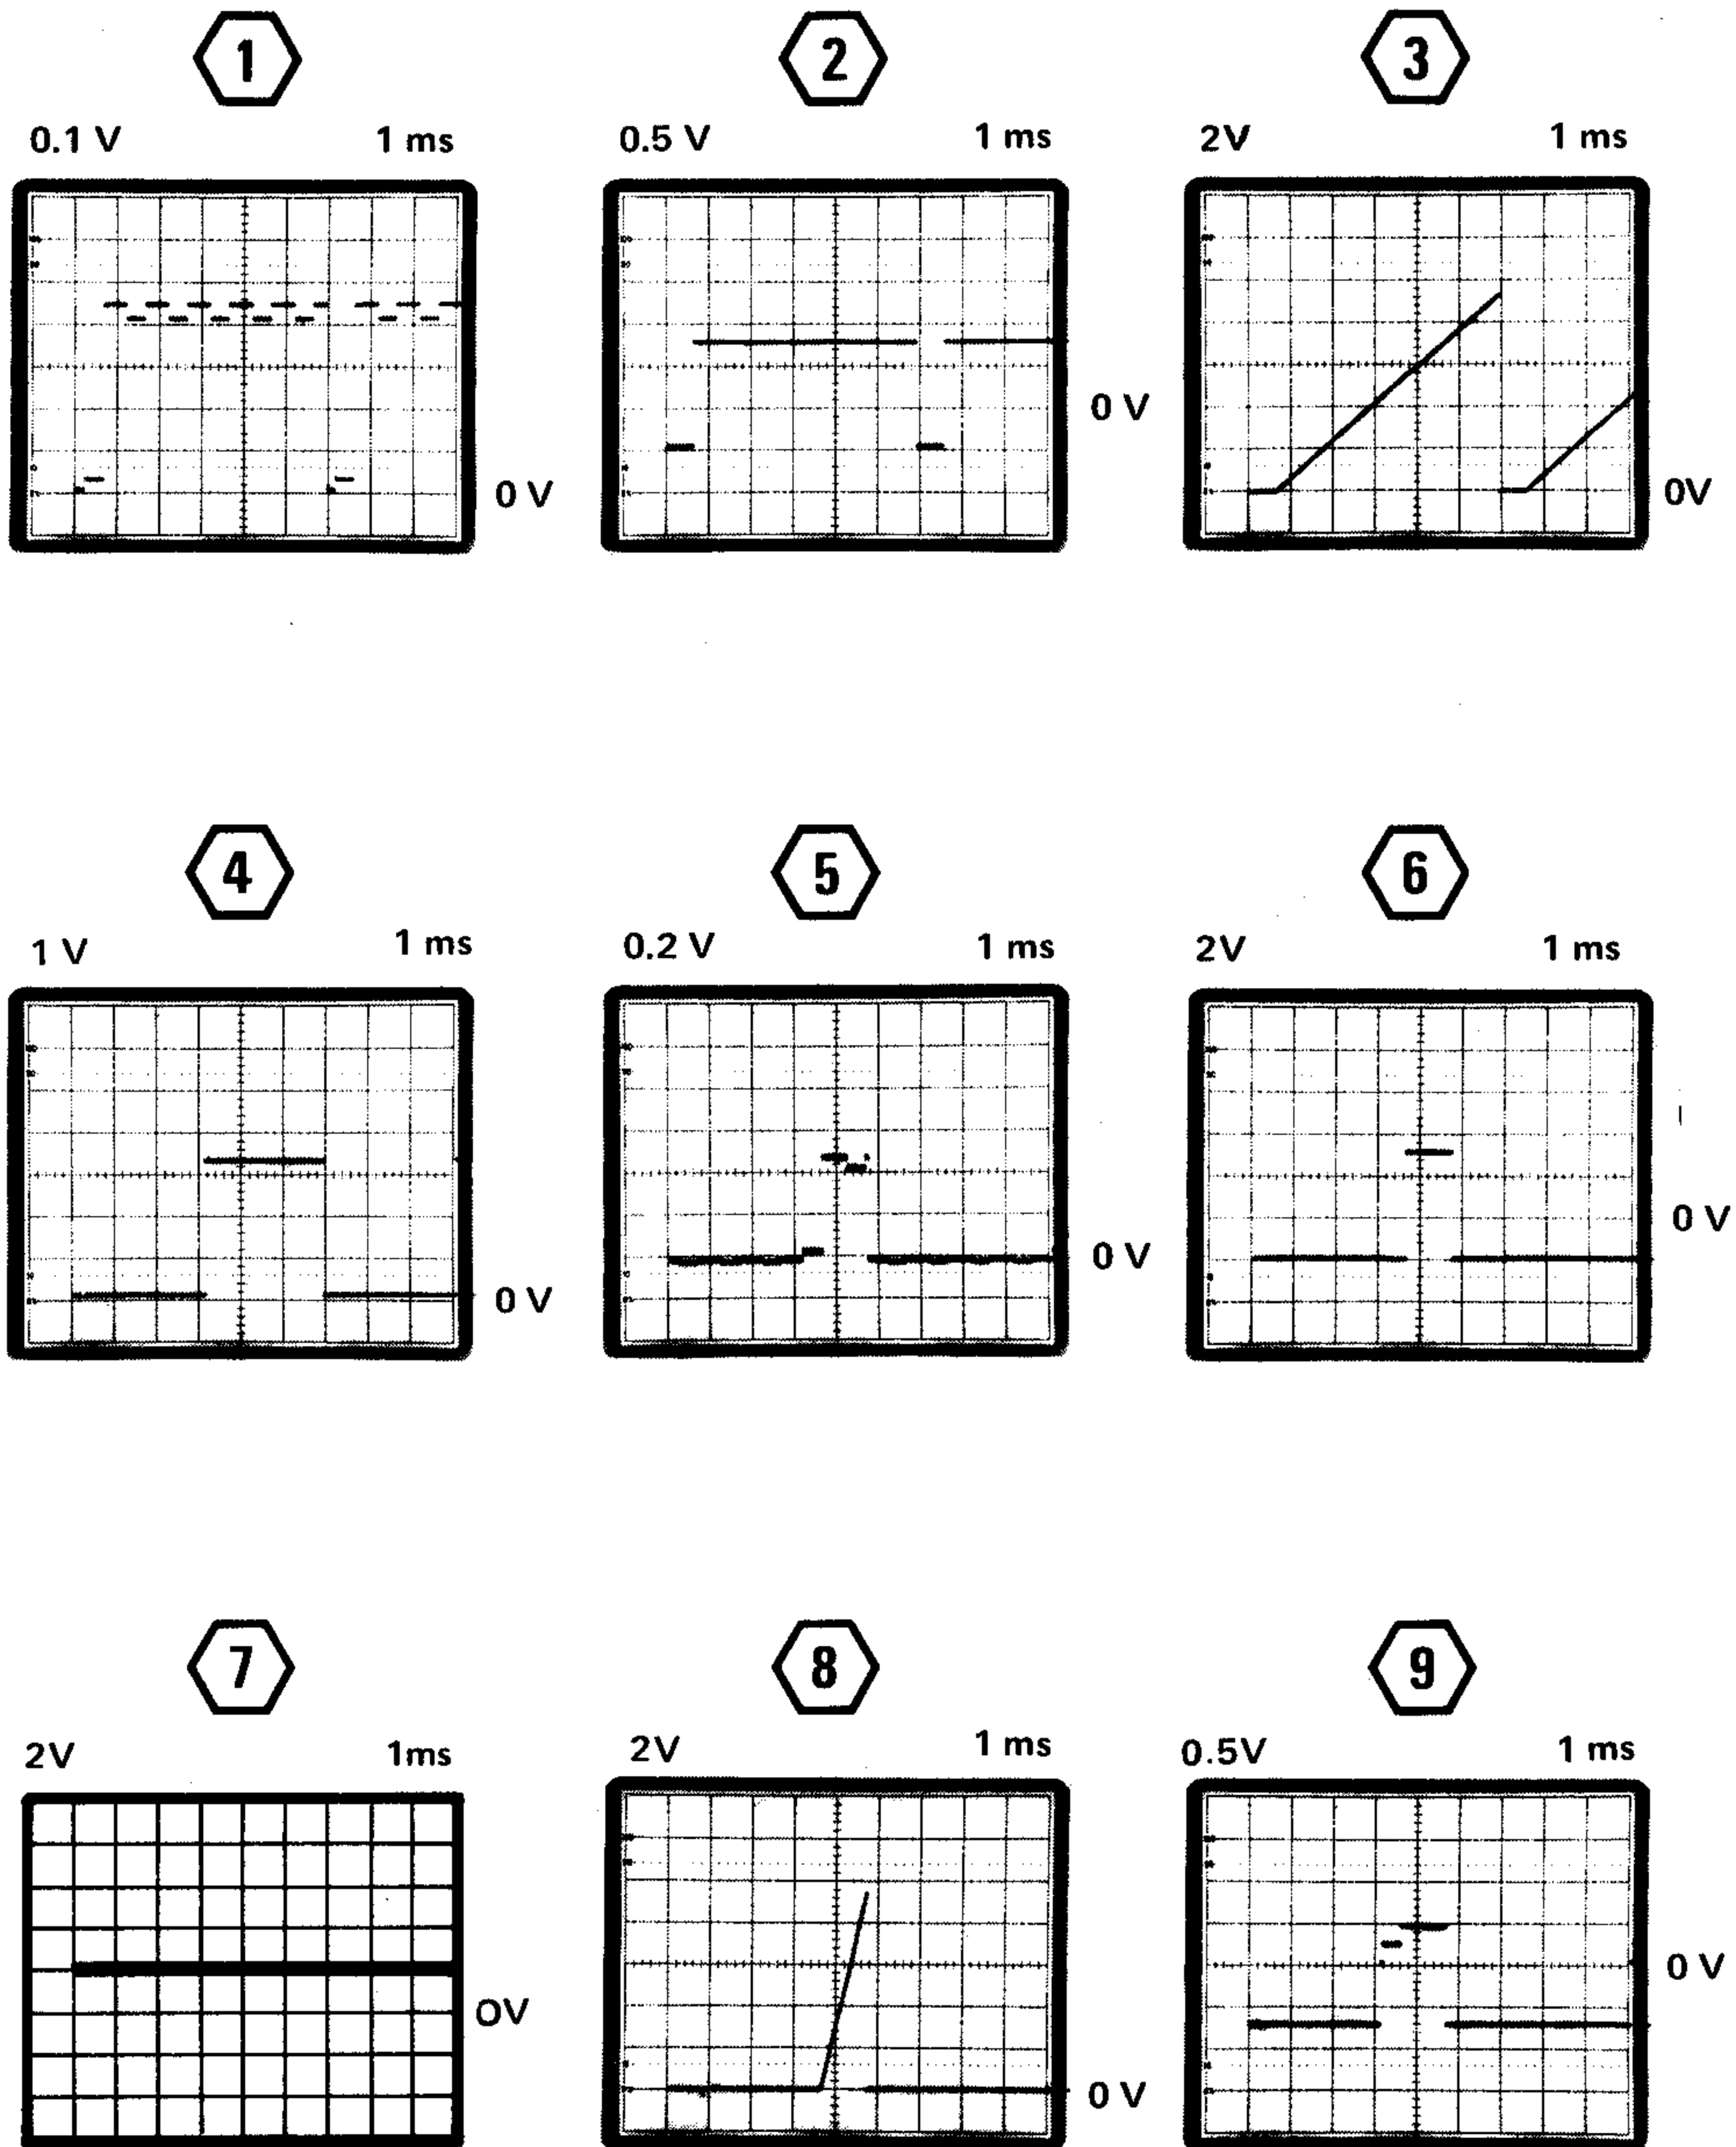 1 2 3
0.1 V 1 ms 0.5 V 1 ms 2V 1 ms
0 V
0 V 0V
4 5 6
1 V 1 ms 0.2 V 1 ms 2V 1 ms
0 V
0 V 0 V
7 8 9
2V 1ms 2V 1 ms 0.5V 1 ms
0 V
0V
0 V